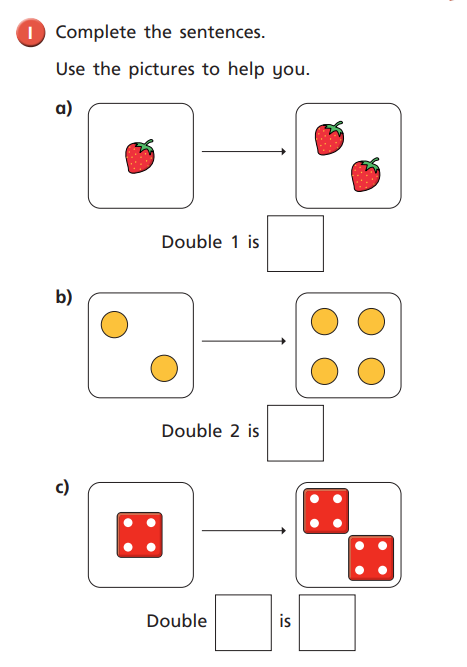 1 Complete the sentences.
Use the pictures to help you.
a)
Double 1 is
b)
Double 2 is
c)
Double is